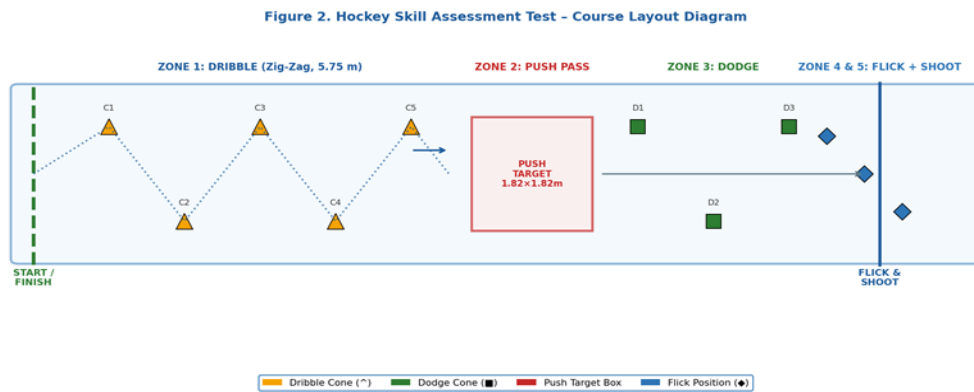 Figure 2. Hockey Skill Assessment Test – Course Layout Diagram
ZONE 1: DRIBBLE (Zig-Zag, 5.75 m)
ZONE 2: PUSH PASS
ZONE 3: DODGE
ZONE 4 & 5: FLICK + SHOOT
C1
C3
C5
D1
D3
PUSH
TARGET
1.82×1.82m
C2
C4
D2
START /
FINISH
FLICK &
SHOOT
Dribble Cone (^)
Dodge Cone (■)
Push Target Box
Flick Position (◆)